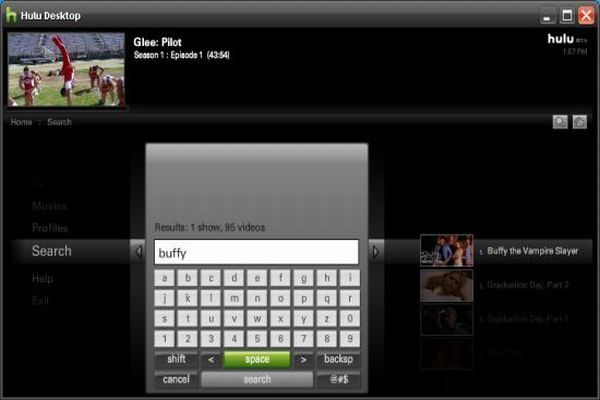 Hulu Desktop
Glee: Pilot
Season 1 : Episode 1 (43:54)
hulu BETA
1:57 PM
Home : Search
TV
Movies
Profiles
Search
Help
Exit
Results: 1 show, 95 videos
buffy
a b c d e f g h i
j k l m n o p q r
s t u v w x y z 0
1 2 3 4 5 6 7 8 9
shift < space > backsp
cancel search @#$
1. Buffy the Vampire Slayer
2. Graduation Day, Part 2
Graduation Day, Part 1